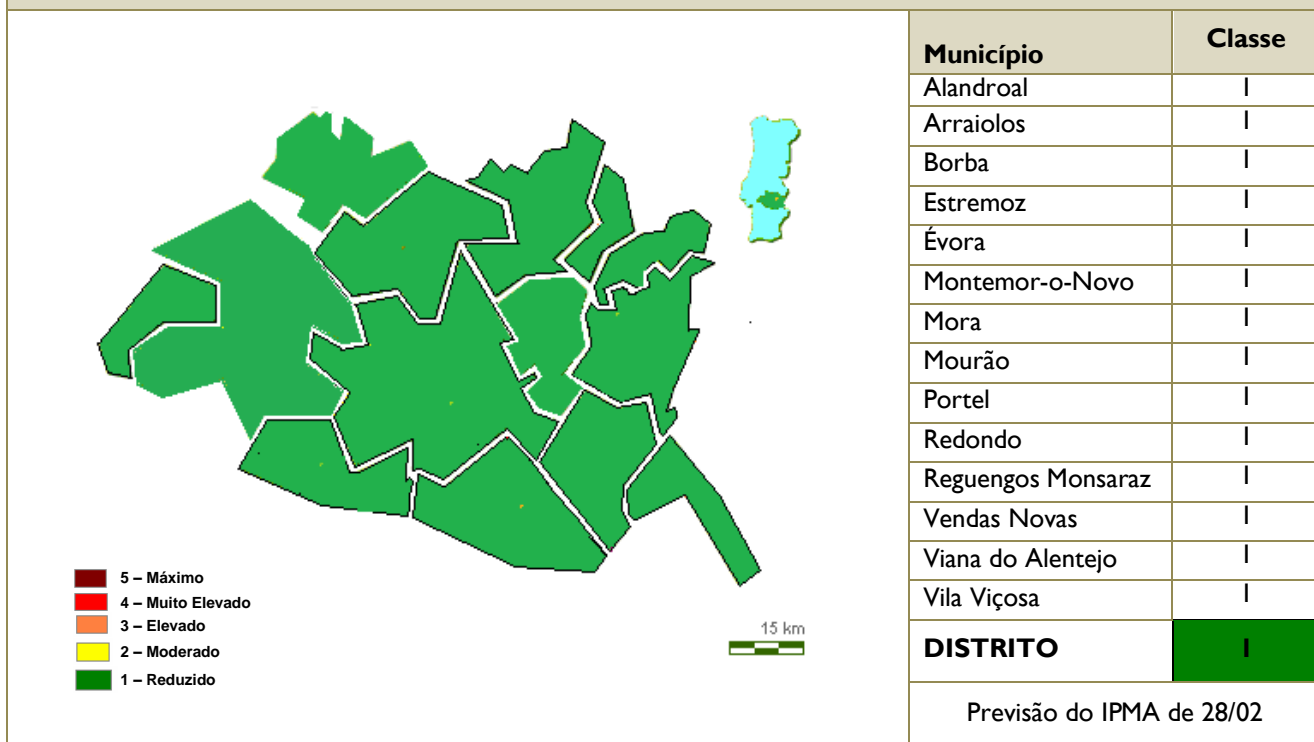 Município Classe
Alandroal 1
Arraiolos 1
Borba 1
Estremoz 1
Évora 1
Montemor-o-Novo 1
Mora 1
Mourão 1
Portel 1
Redondo 1
Reguengos Monsaraz 1
Vendas Novas 1
Viana do Alentejo 1
Vila Viçosa 1
DISTRITO 1
Previsão do IPMA de 28/02
5 – Máximo
4 – Muito Elevado
3 – Elevado
2 – Moderado
1 – Reduzido
15 km